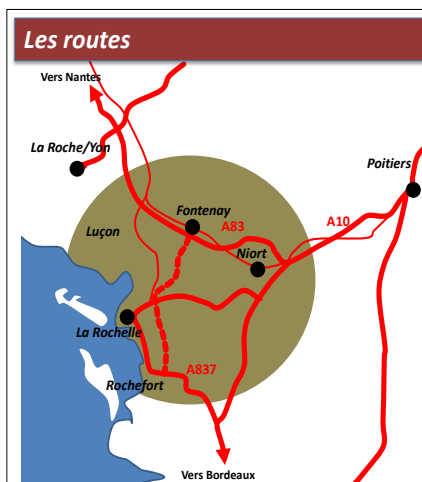 Les routes
Vers Nantes
La Roche/Yon
Poitiers
Fontenay
A83
A10
Luçon
Niort
La Rochelle
A837
Rochefort
Vers Bordeaux